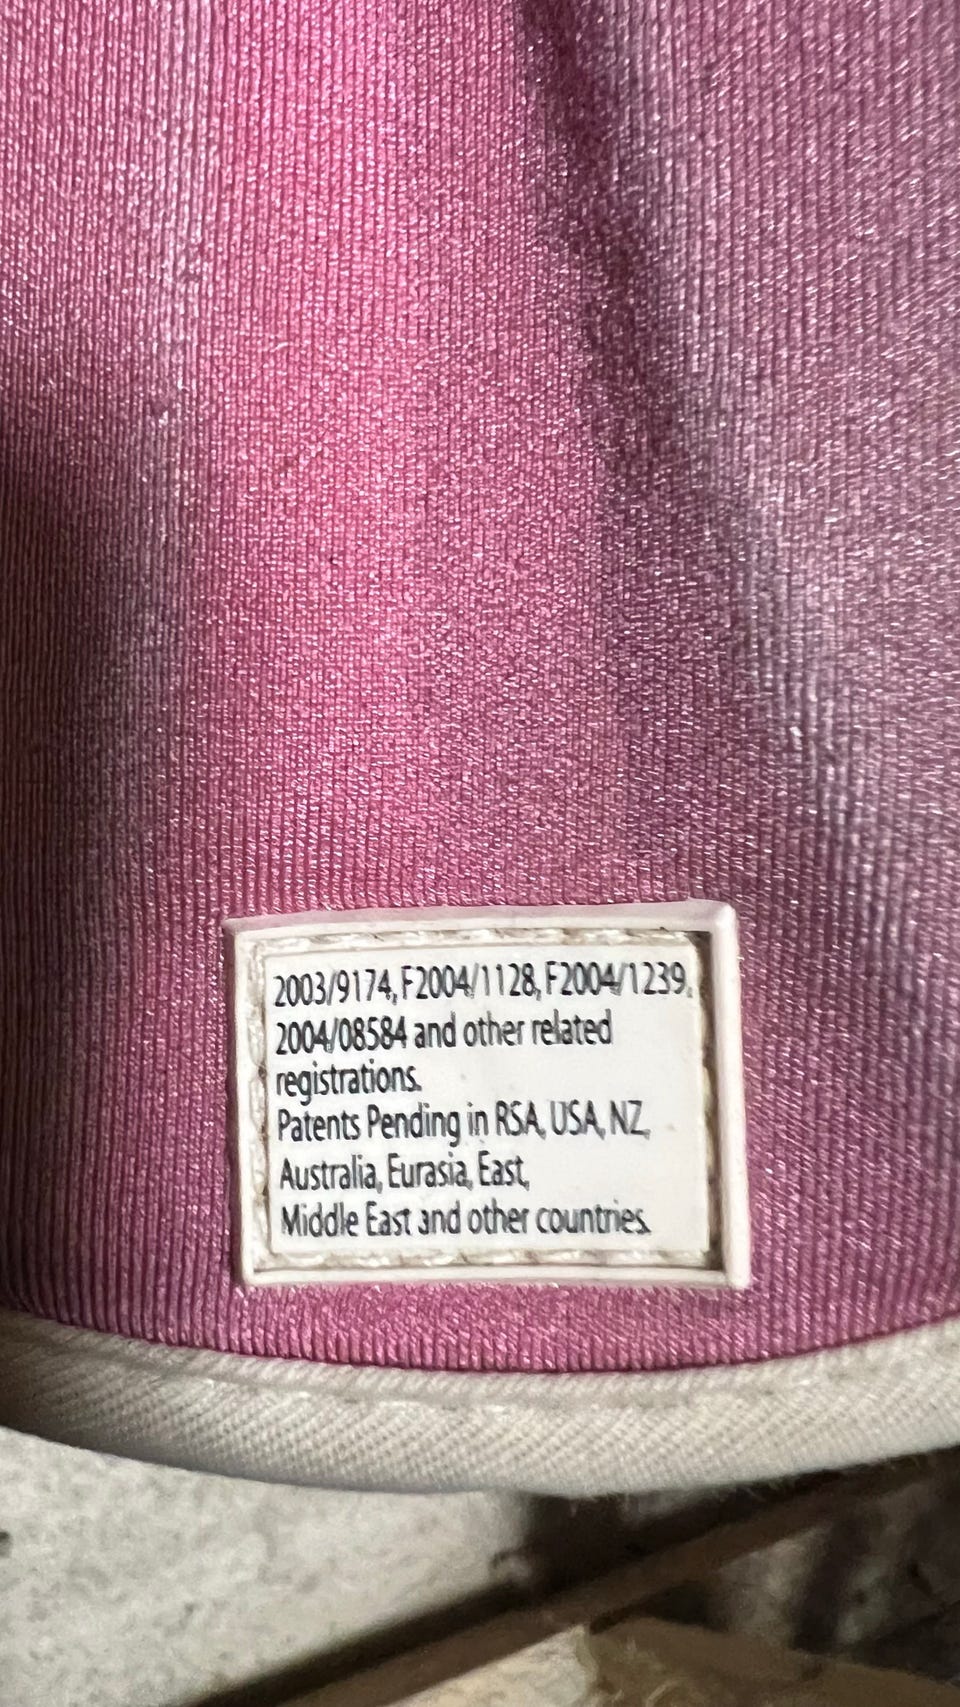 2003/9174, F2004/1128, F2004/1239,
2004/08584 and other related
registrations.
Patents Pending in RSA, USA, NZ,
Australia, Eurasia, East,
Middle East and other countries.